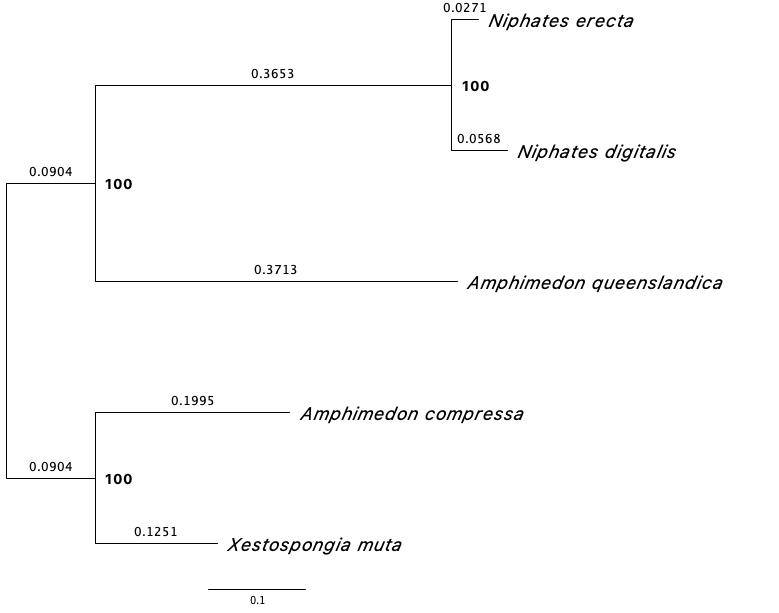 0.0271
Niphates erecta
0.3653
100
0.0568
Niphates digitalis
0.0904
100
0.3713
Amphimedon queenslandica
0.1995
Amphimedon compressa
0.0904
100
0.1251
Xestospongia muta
0.1